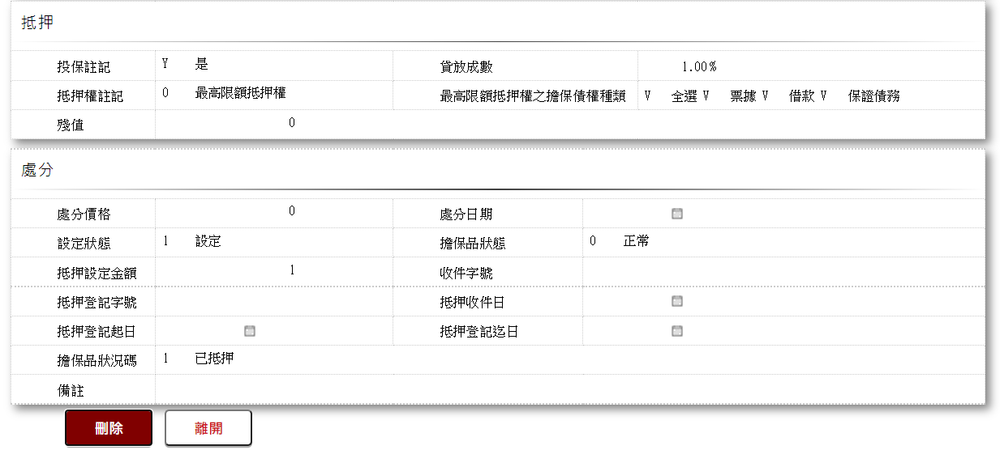 抵押
投保註記 Y 是 貸放成數 1.00%
抵押權註記 0 最高限額抵押權 最高限額抵押權之擔保債權種類 V 全選 V 票據 V 借款 V 保證債務
殘值 0
處分
處分價格 0 處分日期
設定狀態 1 設定 擔保品狀態 0 正常
抵押設定金額 1 收件字號
抵押登記字號 抵押收件日
抵押登記起日 抵押登記迄日
擔保品狀況碼 1 已抵押
備註
刪除 離開